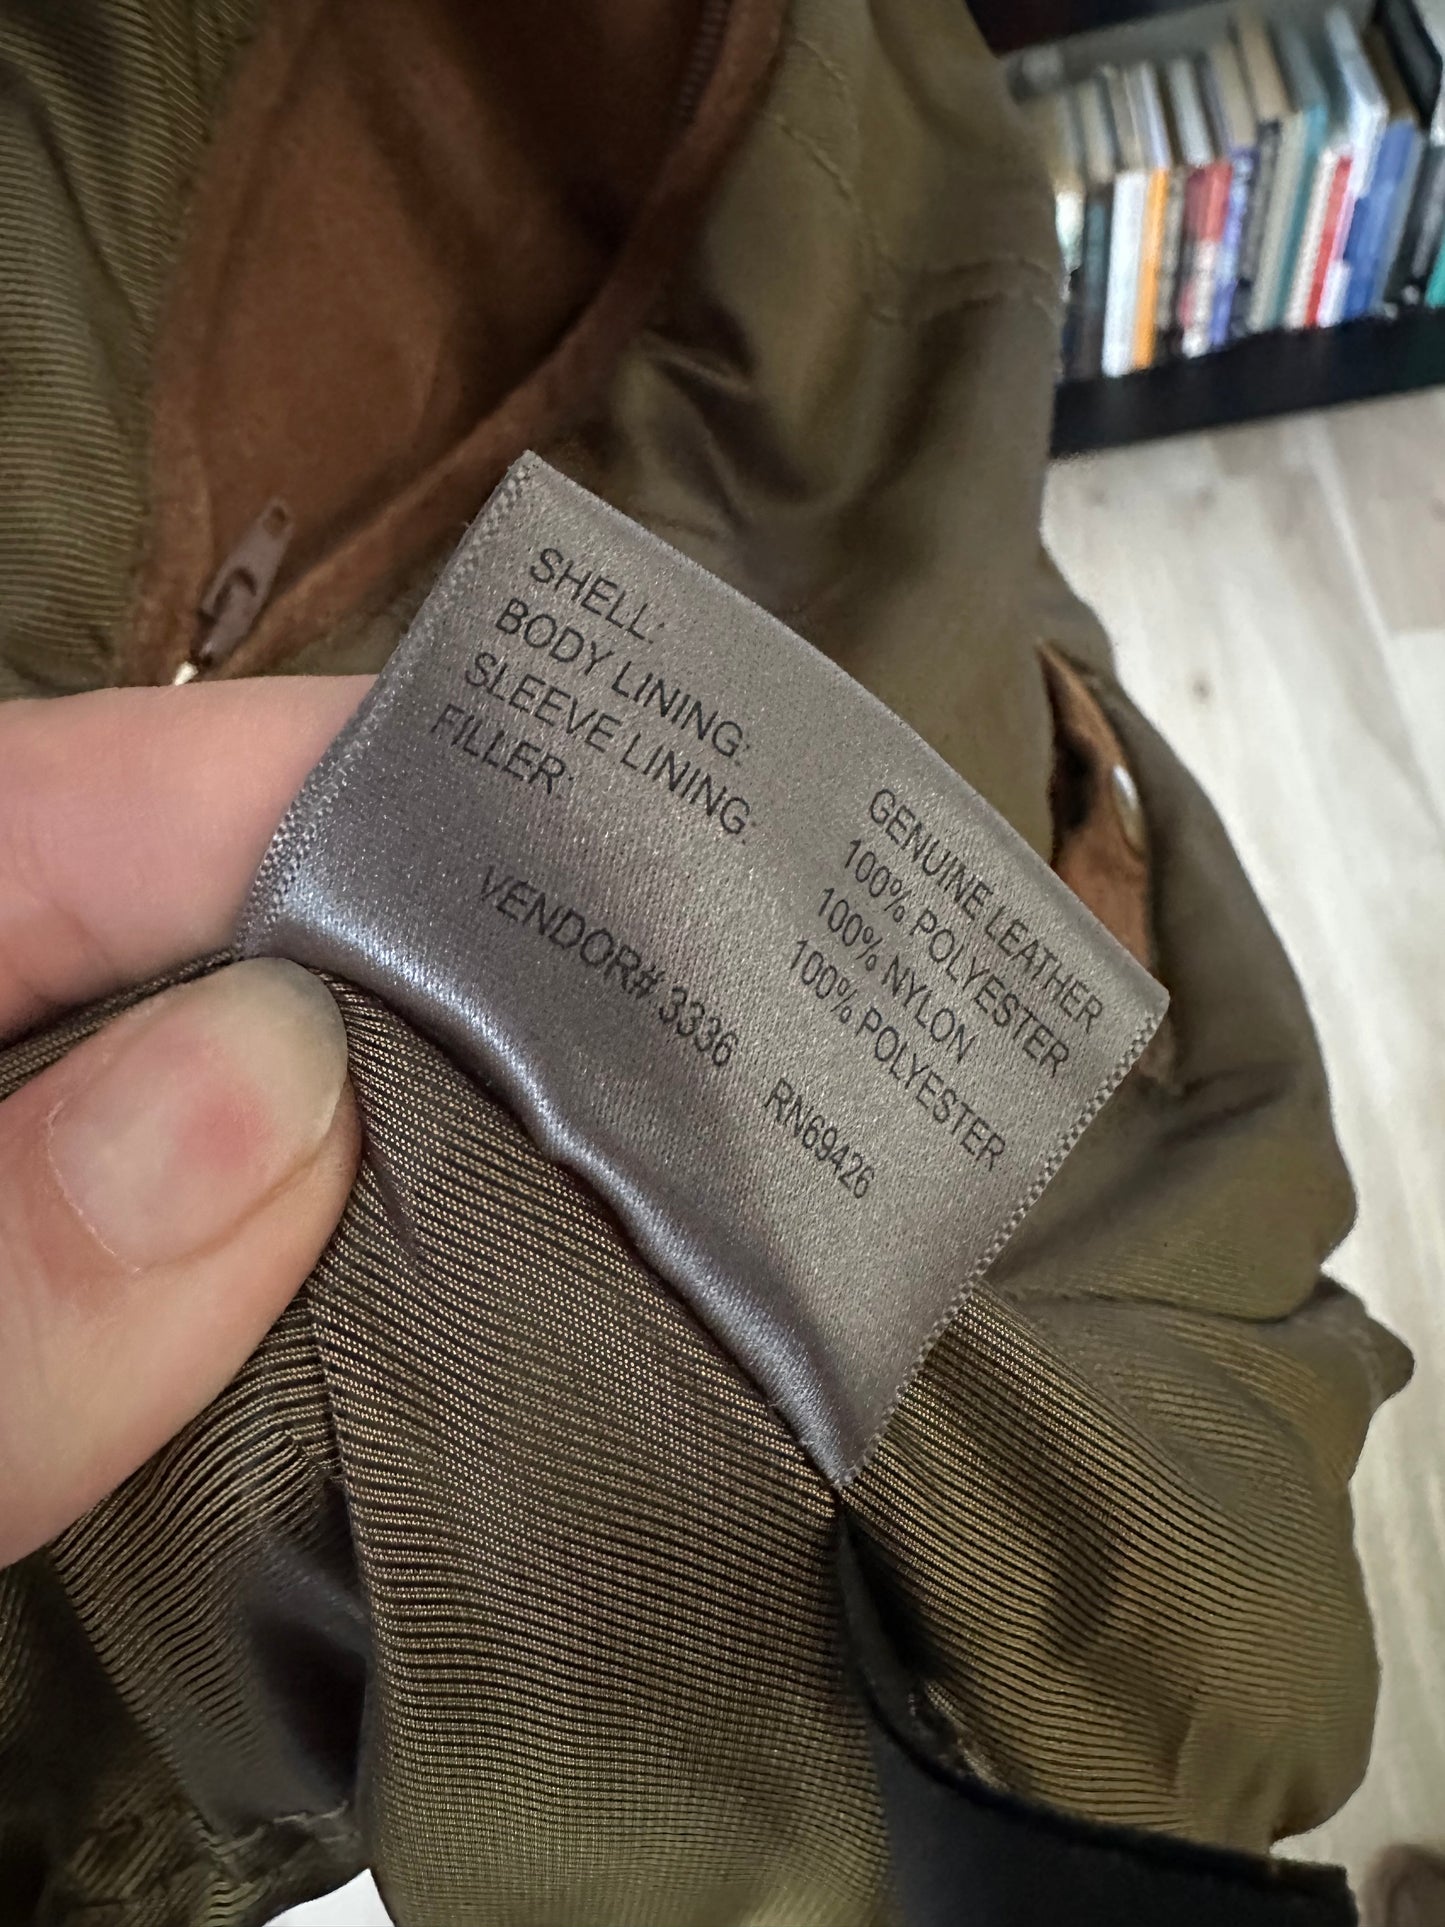 SHELL: GENUINE LEATHER
BODY LINING: 100% POLYESTER
SLEEVE LINING: 100% NYLON
FILLER: 100% POLYESTER
VENDOR# 3336 RN69426